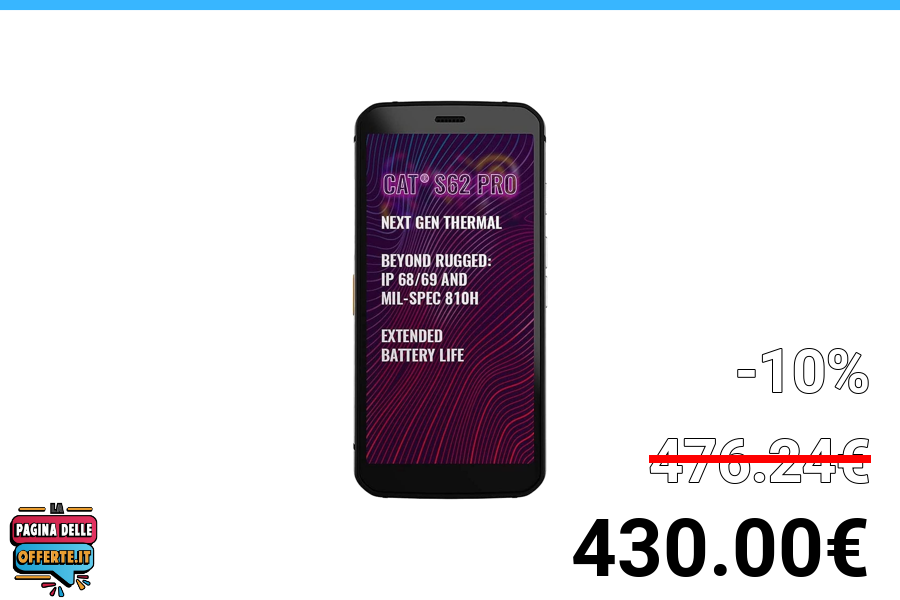 CAT® S62 PRO
NEXT GEN THERMAL
BEYOND RUGGED:
IP 68/69 AND
MIL-SPEC 810H
EXTENDED
BATTERY LIFE
-10%
476.24€
430.00€
LA
PAGINA DELLE
OFFERTE.IT